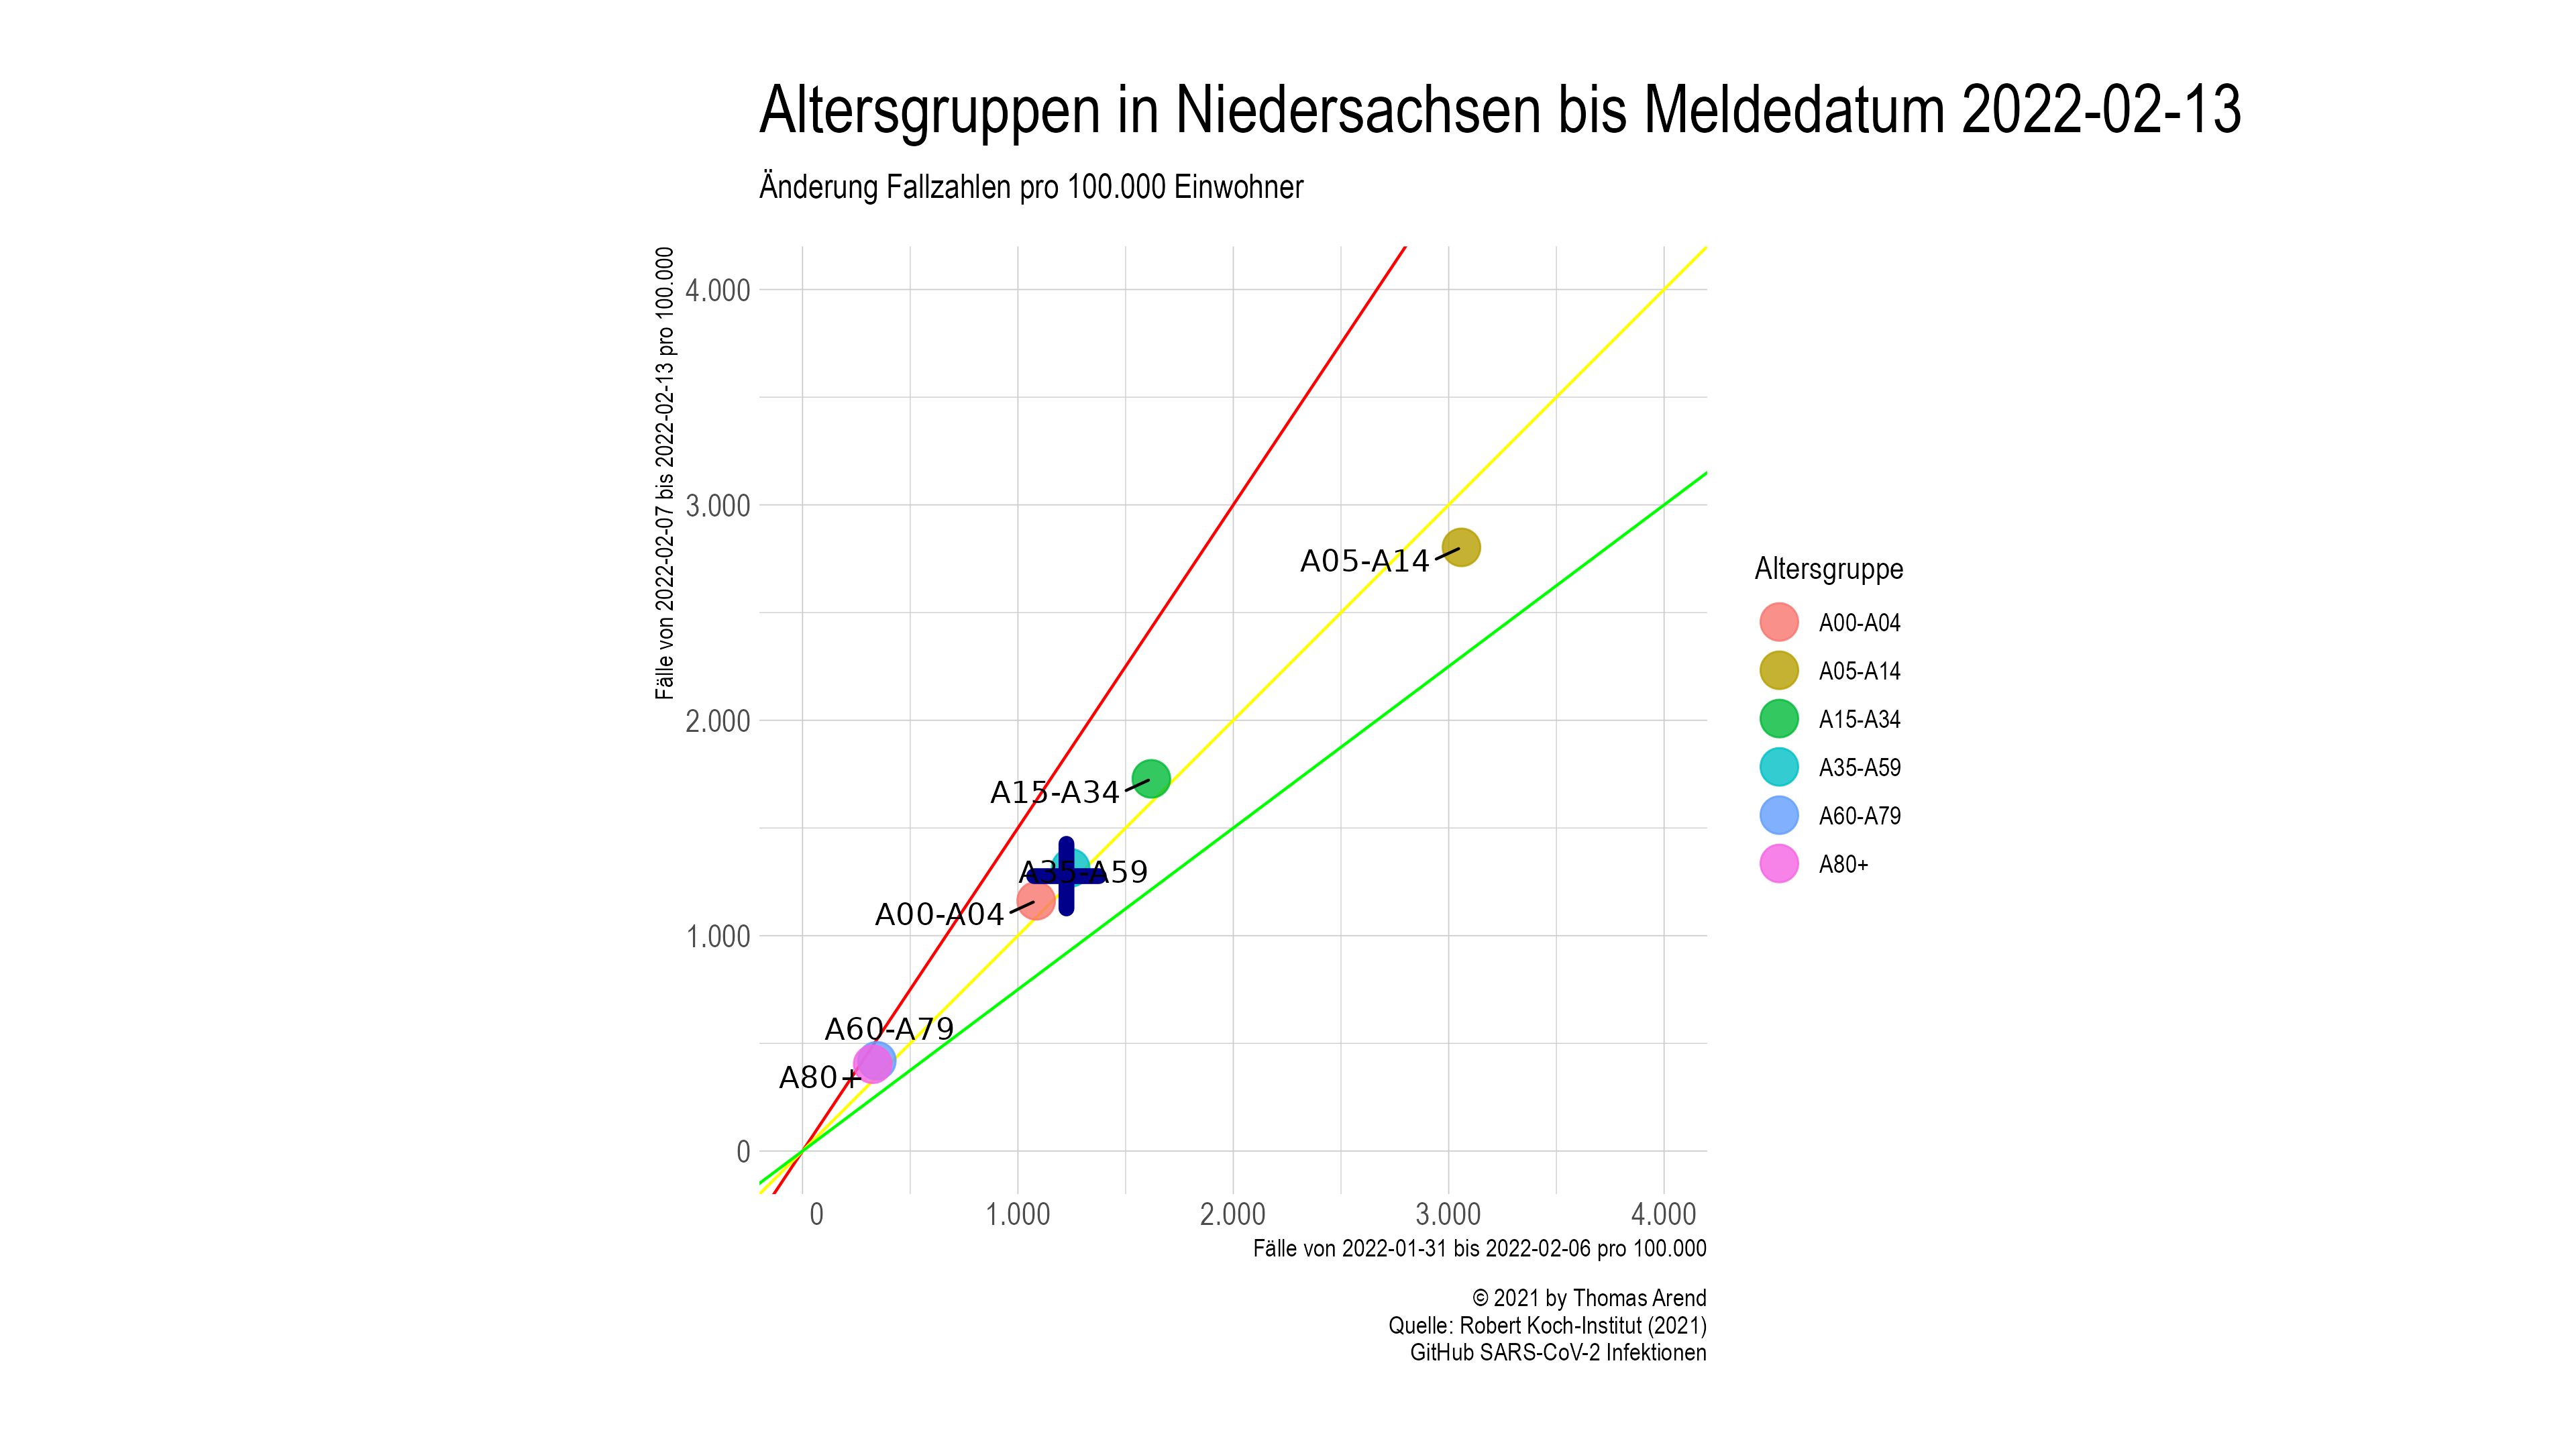 Altersgruppen in Niedersachsen bis Meldedatum 2022-02-13
Änderung Fallzahlen pro 100.000 Einwohner
Fälle von 2022-02-07 bis 2022-02-13 pro 100.000
4.000
3.000
2.000
1.000
0
A05-A14
A15-A34
A35-A59
A00-A04
A60-A79
A80+
0
1.000
2.000
3.000
4.000
Fälle von 2022-01-31 bis 2022-02-06 pro 100.000
Altersgruppe
A00-A04
A05-A14
A15-A34
A35-A59
A60-A79
A80+
© 2021 by Thomas Arend
Quelle: Robert Koch-Institut (2021)
GitHub SARS-CoV-2 Infektionen